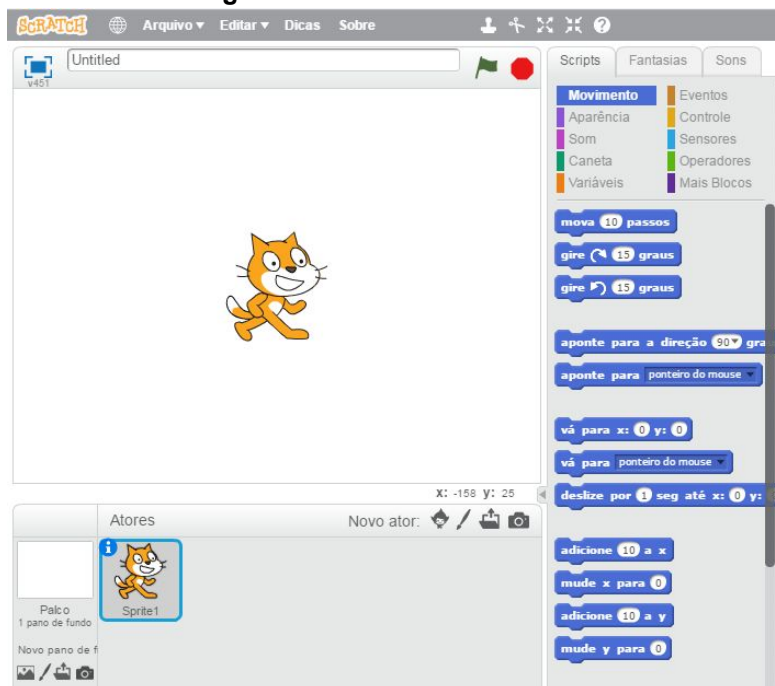 SCRATCH Arquivo Editar Dicas Sobre
Untitled
v451
Scripts Fantasias Sons
Movimento Eventos
Aparência Controle
Som Sensores
Caneta Operadores
Variáveis Mais Blocos
mova 10 passos
gire 15 graus
gire 15 graus
aponte para a direção 90 gra
aponte para ponteiro do mouse
vá para x: 0 y: 0
vá para ponteiro do mouse
deslize por 1 seg até x: 0 y:
adicione 10 a x
mude x para 0
adicione 10 a y
mude y para 0
X: -158 y: 25
Atores Novo ator:
Sprite1
Palco
1 pano de fundo
Novo pano de f